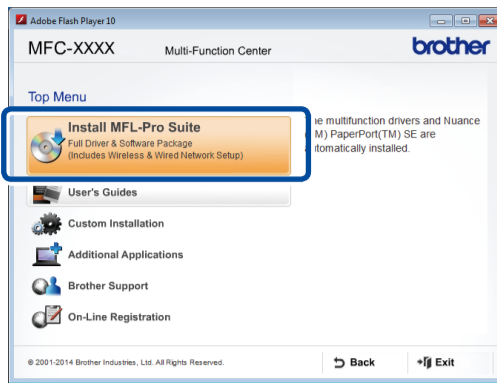 Adobe Flash Player 10
MFC-XXXX Multi-Function Center brother
Top Menu
Install MFL-Pro Suite
Full Driver & Software Package
(Includes Wireless & Wired Network Setup)
e multifunction drivers and Nuance
M) PaperPort(TM) SE are
tomatically installed.
User's Guides
Custom Installation
Additional Applications
Brother Support
On-Line Registration
© 2001-2014 Brother Industries, Ltd. All Rights Reserved. Back Exit